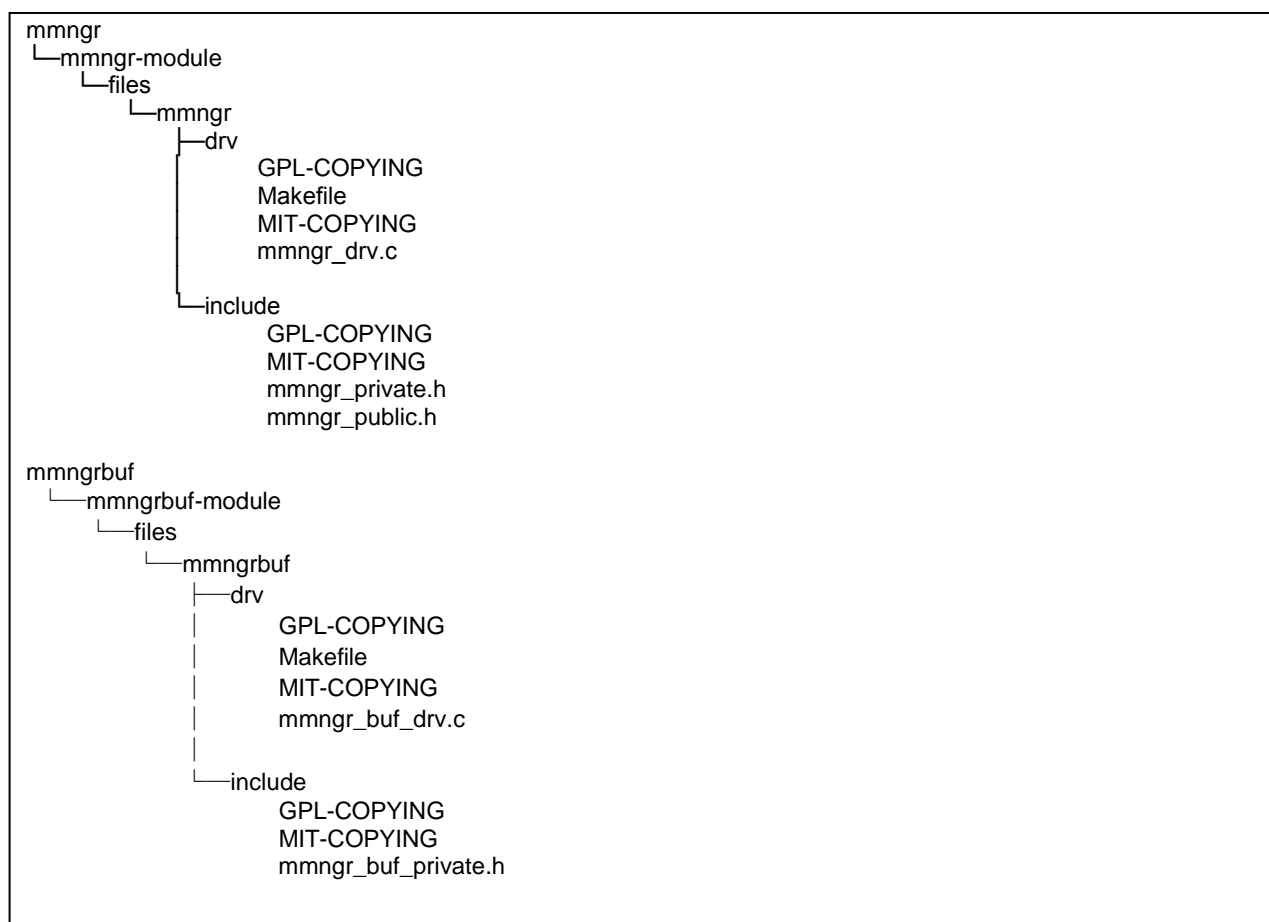 mmngr
└─mmngr-module
└─files
└─mmngr
├─drv
GPL-COPYING
Makefile
MIT-COPYING
mmngr_drv.c
└─include
GPL-COPYING
MIT-COPYING
mmngr_private.h
mmngr_public.h
mmngrbuf
└──mmngrbuf-module
└──files
└──mmngrbuf
├──drv
│ GPL-COPYING
│ Makefile
│ MIT-COPYING
│ mmngr_buf_drv.c
│
└──include
GPL-COPYING
MIT-COPYING
mmngr_buf_private.h